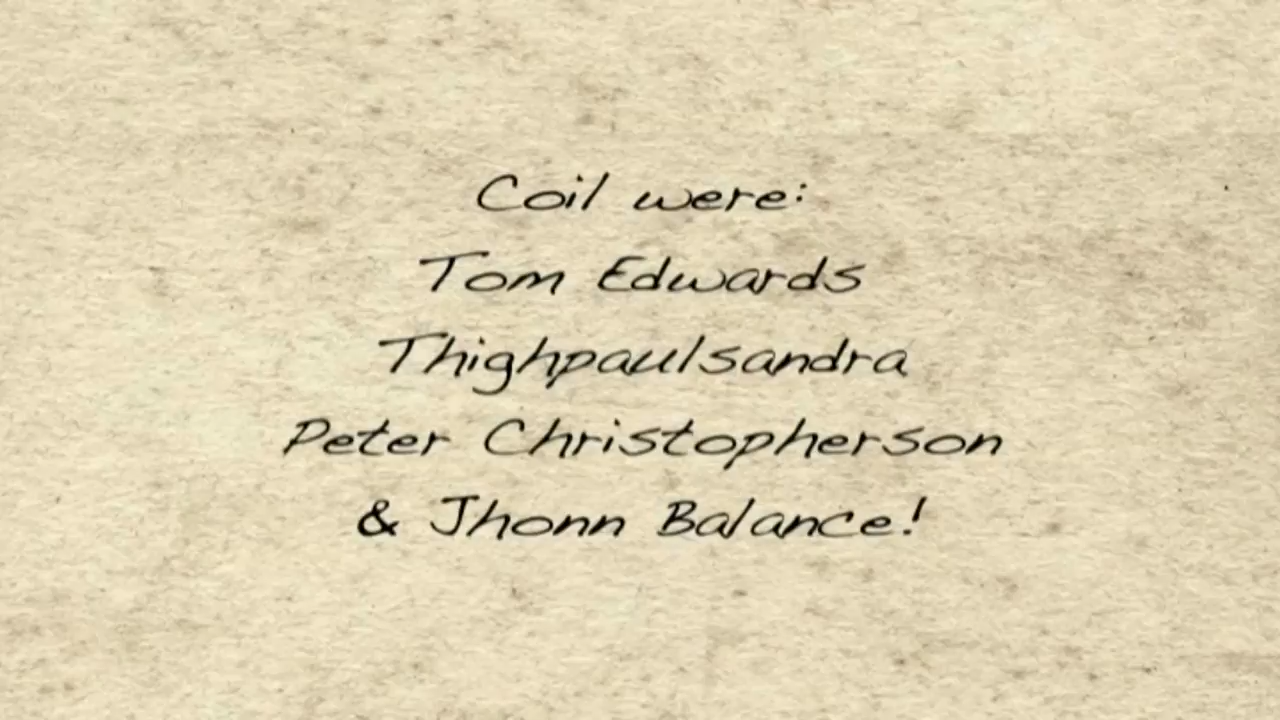 Coil were:
Tom Edwards
Thighpaulsandra
Peter Christopherson
& Jhonn Balance!